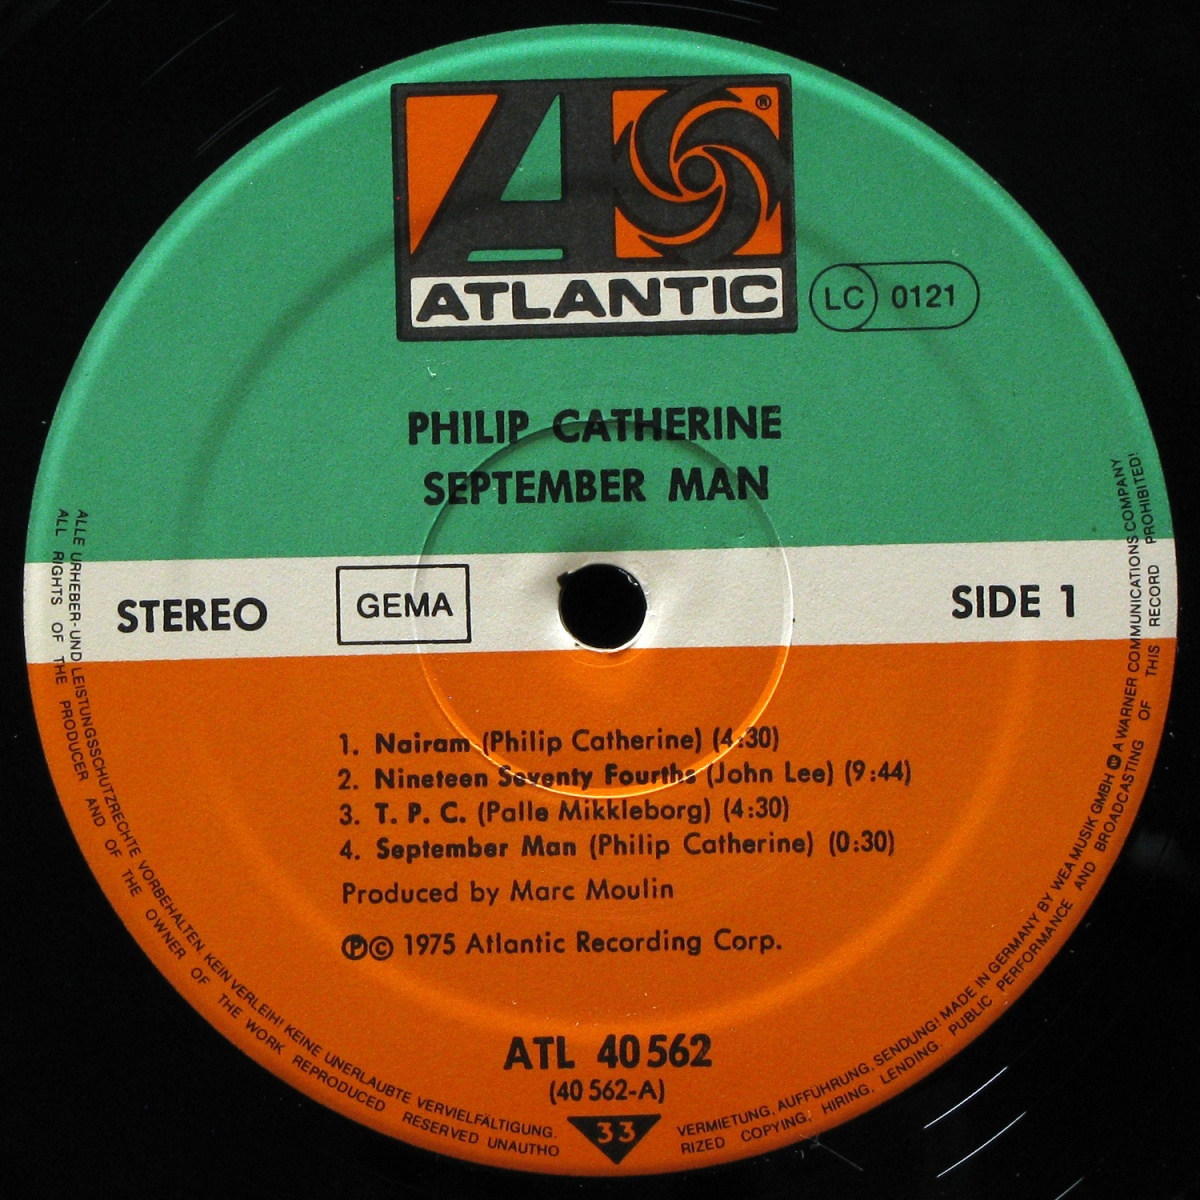 ATLANTIC
®
LC 0121
PHILIP CATHERINE
SEPTEMBER MAN
STEREO
GEMA
SIDE 1
1. Nairam (Philip Catherine) (4:30)
2. Nineteen Seventy Fourths (John Lee) (9:44)
3. T. P. C. (Palle Mikkleborg) (4:30)
4. September Man (Philip Catherine) (0:30)
Produced by Marc Moulin
℗© 1975 Atlantic Recording Corp.
ATL 40 562
(40 562-A)
33
ALLE URHEBER- UND LEISTUNGSSCHUTZRECHTE VORBEHALTEN. KEIN VERLEIH! KEINE UNERLAUBTE VERVIELFÄLTIGUNG. VERMIETUNG, AUFFÜHRUNG, SENDUNG! MADE IN GERMANY BY WEA MUSIK GMBH A WARNER COMMUNICATIONS COMPANY
ALL RIGHTS OF THE PRODUCER AND OF THE OWNER OF THE WORK REPRODUCED RESERVED UNAUTHO RIZED COPYING, HIRING, LENDING. PUBLIC PERFORMANCE AND BROADCASTING OF THIS RECORD PROHIBITED!